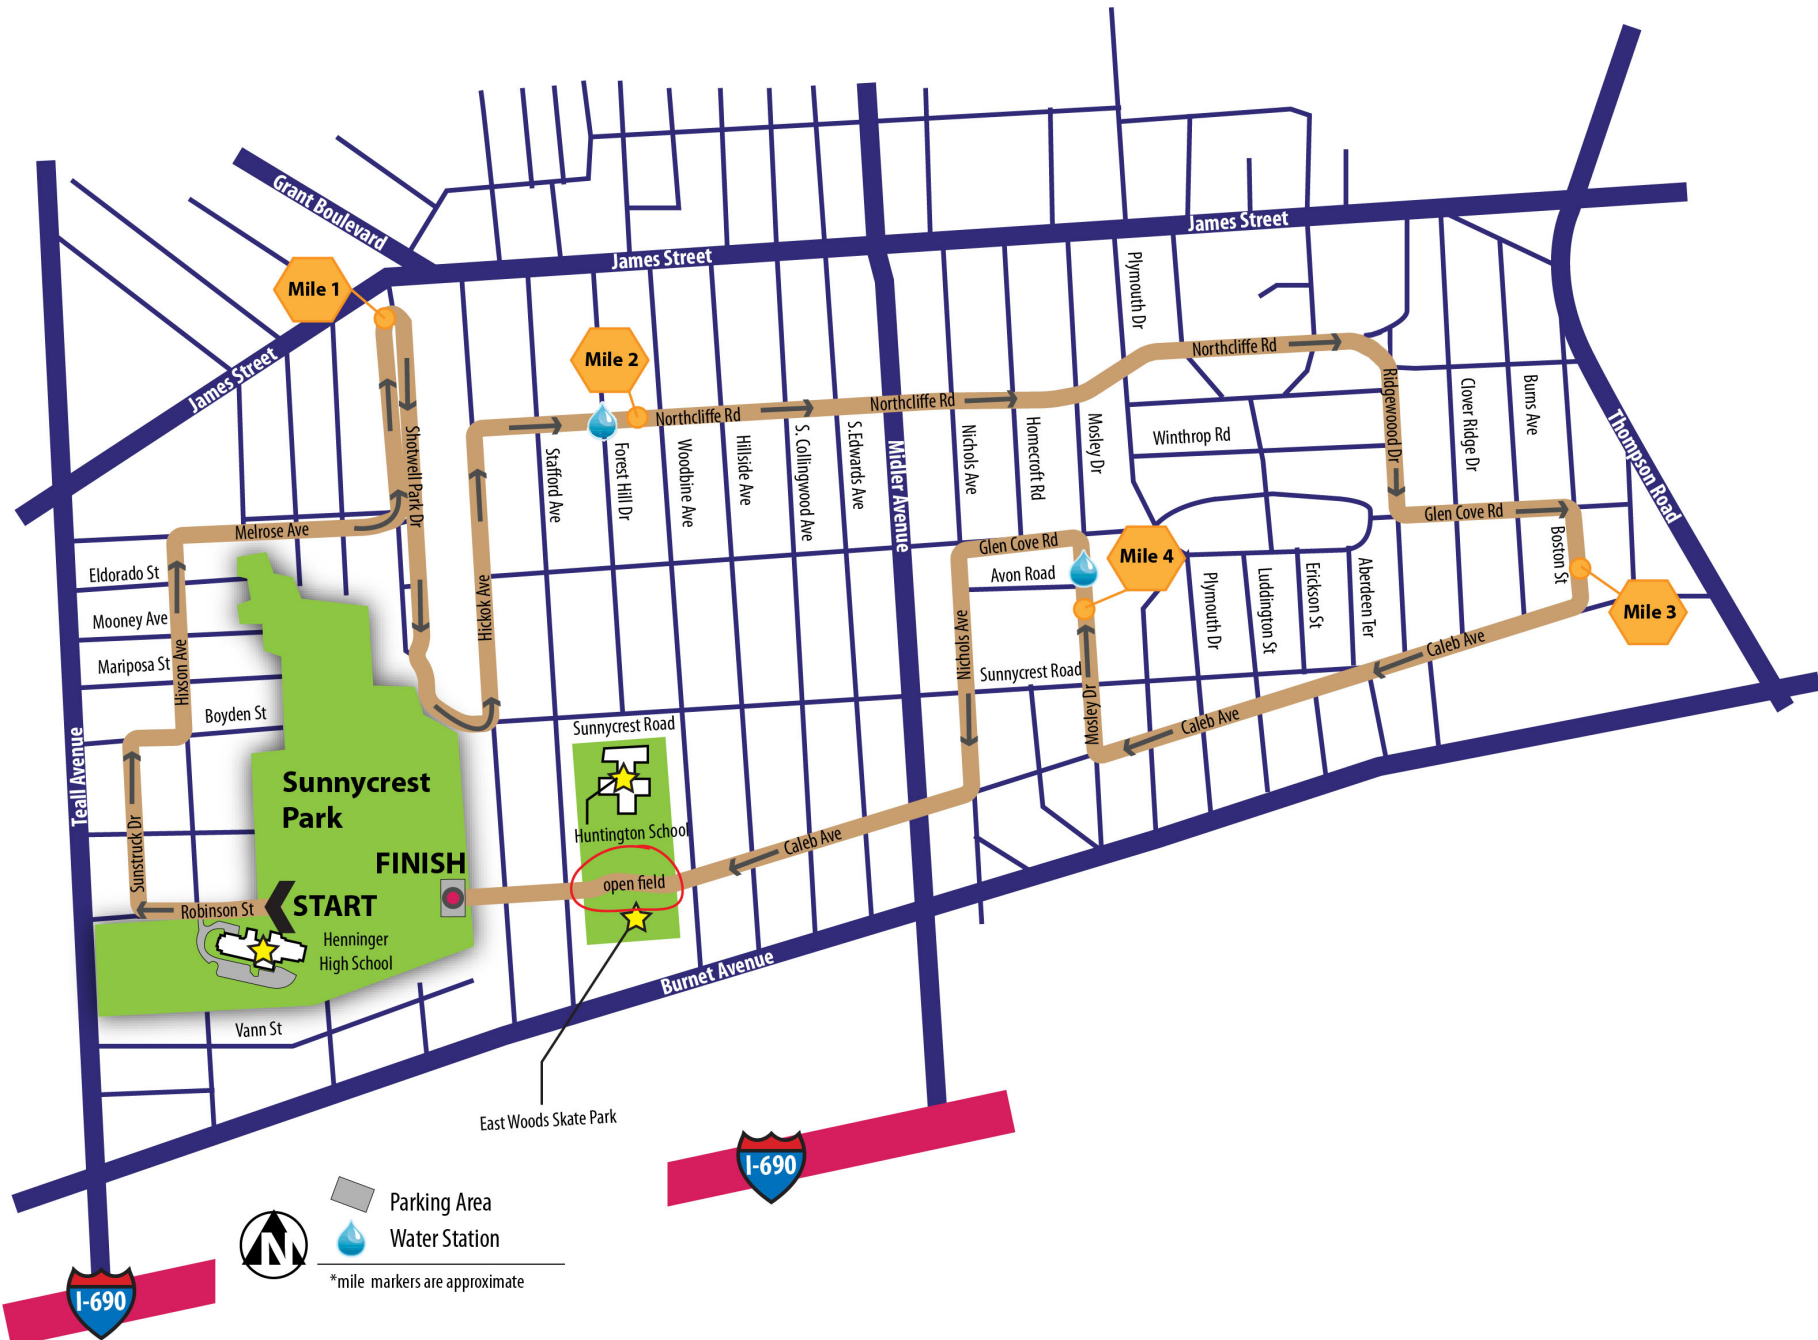 Grant Boulevard
James Street
James Street
Plymouth Dr
Mile 1
James Street
Mile 2
Northcliffe Rd
Northcliffe Rd
Northcliffe Rd
Ridgewoood Dr
Clover Ridge Dr
Burns Ave
Thompson Road
Shotwell Park Dr
Stafford Ave
Forest Hill Dr
Woodbine Ave
Hillside Ave
S. Collingwood Ave
S.Edwards Ave
Midler Avenue
Nichols Ave
Homecroft Rd
Mosley Dr
Winthrop Rd
Glen Cove Rd
Boston St
Melrose Ave
Eldorado St
Mooney Ave
Mariposa St
Hixson Ave
Boyden St
Hickok Ave
Glen Cove Rd
Avon Road
Mile 4
Plymouth Dr
Luddington St
Erickson St
Aberdeen Ter
Mile 3
Caleb Ave
Nichols Ave
Sunnycrest Road
Mosley Dr
Caleb Ave
Sunnycrest Road
Teall Avenue
Sunnycrest
Park
Huntington School
Caleb Ave
Sunstruck Dr
FINISH
open field
Robinson St
START
Henninger
High School
Burnet Avenue
Vann St
East Woods Skate Park
I-690
Parking Area
Water Station
N
*mile markers are approximate
I-690